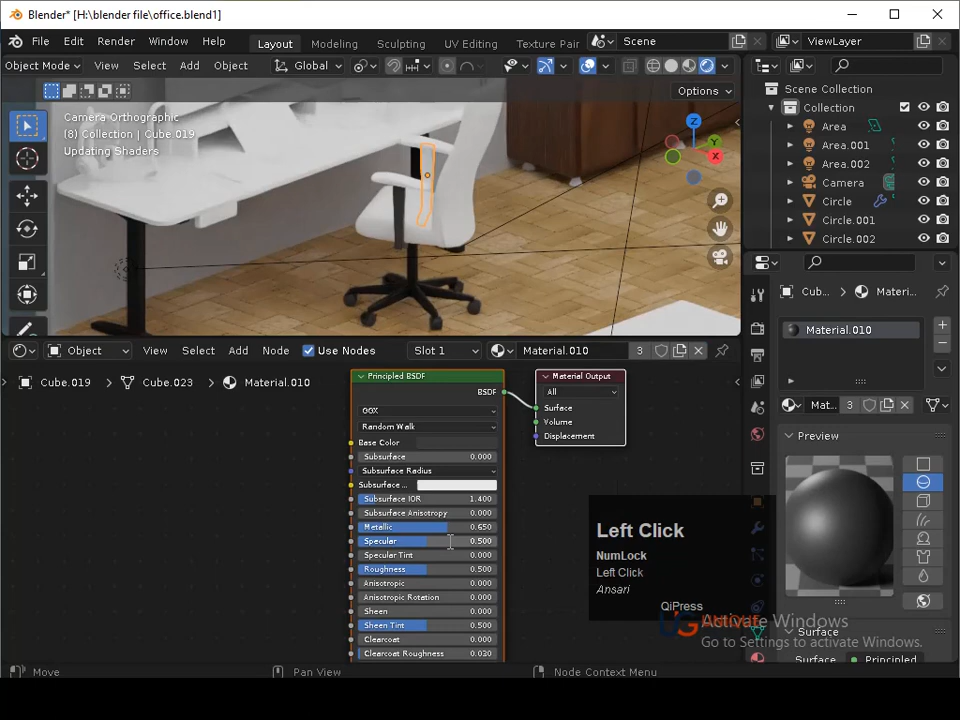 Blender* [H:\blender file\office.blend1]
File Edit Render Window Help Layout Modeling Sculpting UV Editing Texture Pair Scene ViewLayer
Object Mode View Select Add Object Global
Options
Camera Orthographic
(8) Collection | Cube.019
Updating Shaders
Z
Y
X
Scene Collection
Collection
Area
Area.001
Area.002
Camera
Circle
Circle.001
Circle.002
Cub... Materi...
Material.010
Mat... 3
Preview
Surface
Surface Principled
Object View Select Add Node Use Nodes Slot 1 Material.010 3
Cube.019 Cube.023 Material.010
Principled BSDF
BSDF
GGX
Random Walk
Base Color
Subsurface 0.000
Subsurface Radius
Subsurface ...
Subsurface IOR 1.400
Subsurface Anisotropy 0.000
Metallic 0.650
Specular 0.500
Specular Tint 0.000
Roughness 0.500
Anisotropic 0.000
Anisotropic Rotation 0.000
Sheen 0.000
Sheen Tint 0.500
Clearcoat 0.000
Clearcoat Roughness 0.030
Material Output
All
Surface
Volume
Displacement
Left Click
NumLock
Left Click
Ansari
QiPress
Activate Windows
Go to Settings to activate Windows.
Move Pan View Node Context Menu